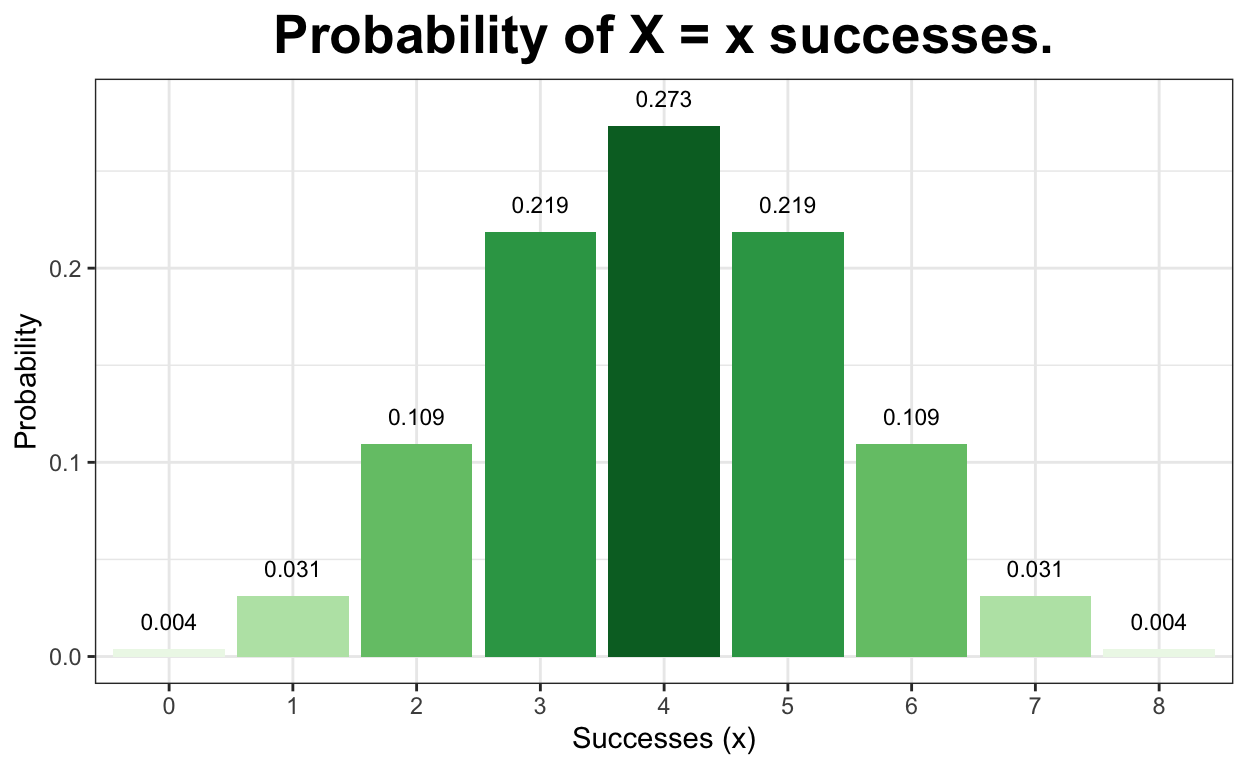 Probability of X = x successes.
0.273
0.219 0.219
0.2
0.109 0.109
0.1
0.031 0.031
0.004 0.004
0.0
0 1 2 3 4 5 6 7 8
Successes (x)
Probability